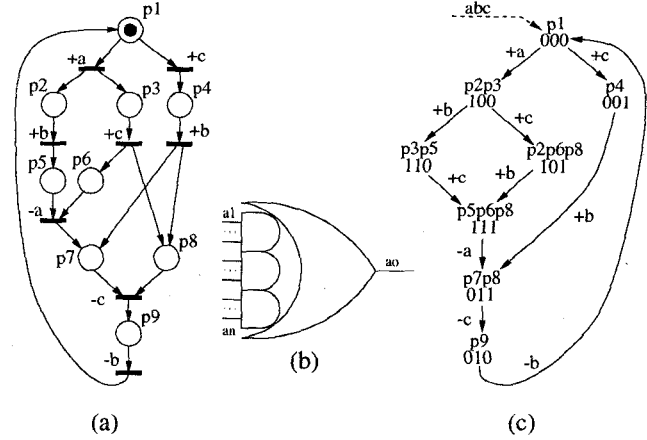 p1
+a
+c
p2
p3
p4
+b
+c
+b
p5
p6
-a
p7
p8
-c
p9
-b
(a)
a1
an
ao
(b)
abc
p1
000
+a
+c
p2p3
100
p4
001
+b
+c
p3p5
110
p2p6p8
101
+c
+b
p5p6p8
111
+b
-a
p7p8
011
-c
p9
010
-b
(c)